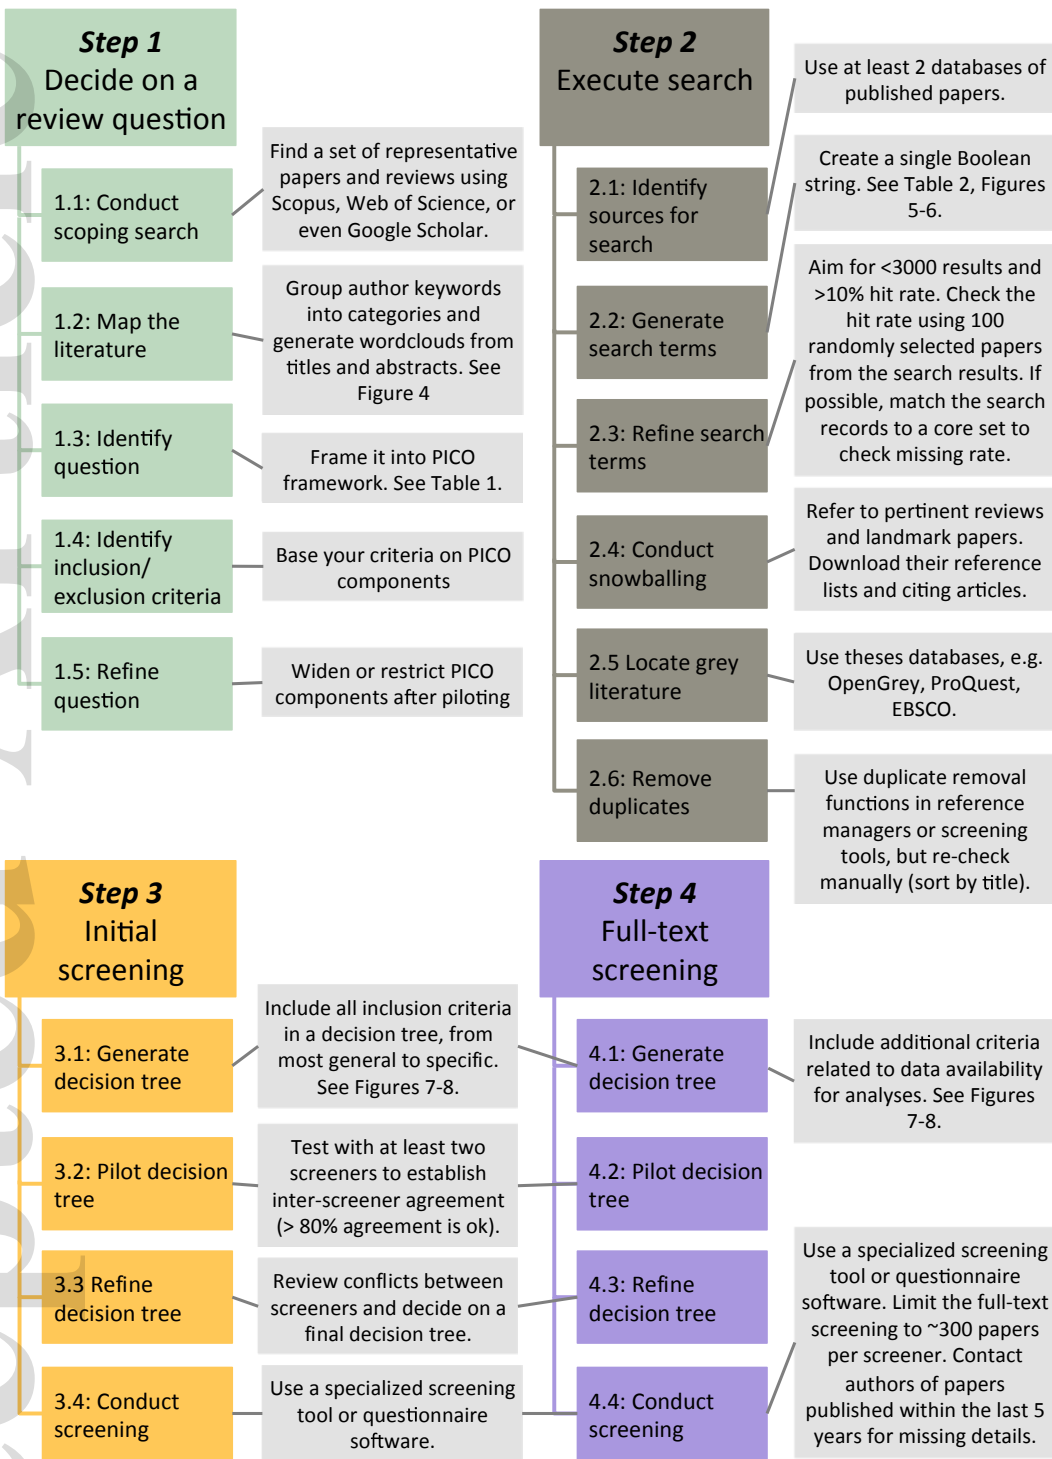 Step 1
Decide on a
review question
1.1: Conduct
scoping search
Find a set of representative
papers and reviews using
Scopus, Web of Science, or
even Google Scholar.
1.2: Map the
literature
Group author keywords
into categories and
generate wordclouds from
titles and abstracts. See
Figure 4
1.3: Identify
question
Frame it into PICO
framework. See Table 1.
1.4: Identify
inclusion/
exclusion criteria
Base your criteria on PICO
components
1.5: Refine
question
Widen or restrict PICO
components after piloting
Step 2
Execute search
2.1: Identify
sources for
search
Use at least 2 databases of
published papers.
2.2: Generate
search terms
Create a single Boolean
string. See Table 2, Figures
5-6.
2.3: Refine search
terms
Aim for <3000 results and
>10% hit rate. Check the
hit rate using 100
randomly selected papers
from the search results. If
possible, match the search
records to a core set to
check missing rate.
2.4: Conduct
snowballing
Refer to pertinent reviews
and landmark papers.
Download their reference
lists and citing articles.
2.5 Locate grey
literature
Use theses databases, e.g.
OpenGrey, ProQuest,
EBSCO.
2.6: Remove
duplicates
Use duplicate removal
functions in reference
managers or screening
tools, but re-check
manually (sort by title).
Step 3
Initial
screening
3.1: Generate
decision tree
Include all inclusion criteria
in a decision tree, from
most general to specific.
See Figures 7-8.
3.2: Pilot decision
tree
Test with at least two
screeners to establish
inter-screener agreement
(> 80% agreement is ok).
3.3 Refine
decision tree
Review conflicts between
screeners and decide on a
final decision tree.
3.4: Conduct
screening
Use a specialized screening
tool or questionnaire
software.
Step 4
Full-text
screening
4.1: Generate
decision tree
Include additional criteria
related to data availability
for analyses. See Figures
7-8.
4.2: Pilot decision
tree
4.3: Refine
decision tree
4.4: Conduct
screening
Use a specialized screening
tool or questionnaire
software. Limit the full-text
screening to ~300 papers
per screener. Contact
authors of papers
published within the last 5
years for missing details.